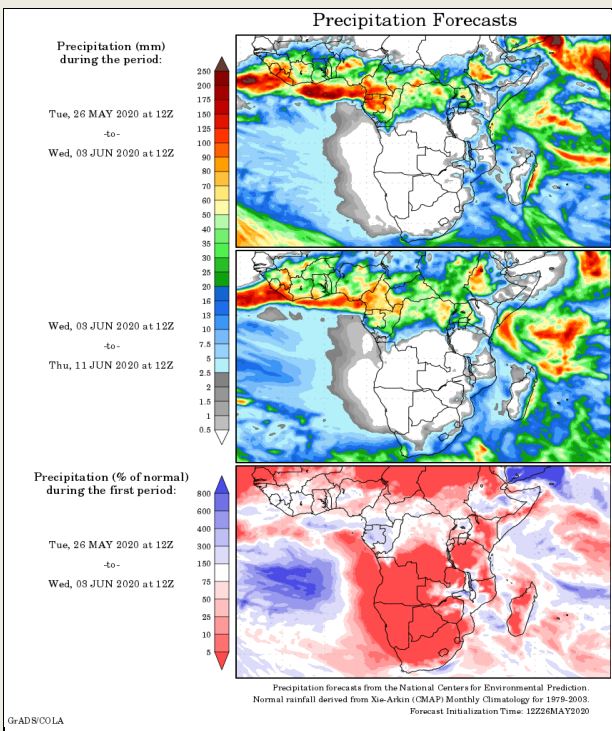 Precipitation Forecasts
Precipitation (mm)
during the period:
Tue, 26 MAY 2020 at 12Z
-to-
Wed, 03 JUN 2020 at 12Z
250
200
175
150
125
100
90
80
70
60
50
40
35
30
25
20
16
13
10
7.5
5
2.5
2
1.5
1
0.5
Wed, 03 JUN 2020 at 12Z
-to-
Thu, 11 JUN 2020 at 12Z
Precipitation (% of normal)
during the first period:
Tue, 26 MAY 2020 at 12Z
-to-
Wed, 03 JUN 2020 at 12Z
800
600
400
300
150
75
50
25
10
5
Precipitation forecasts from the National Centers for Environmental Prediction.
Normal rainfall derived from Xie-Arkin (CMAP) Monthly Climatology for 1979-2003.
Forecast Initialization Time: 12Z26MAY2020
GrADS/COLA